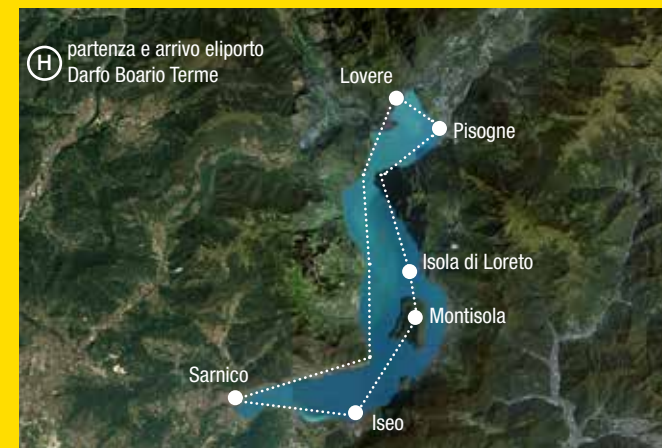 H
partenza e arrivo eliporto
Darfo Boario Terme
Lovere
Pisogne
Isola di Loreto
Montisola
Sarnico
Iseo